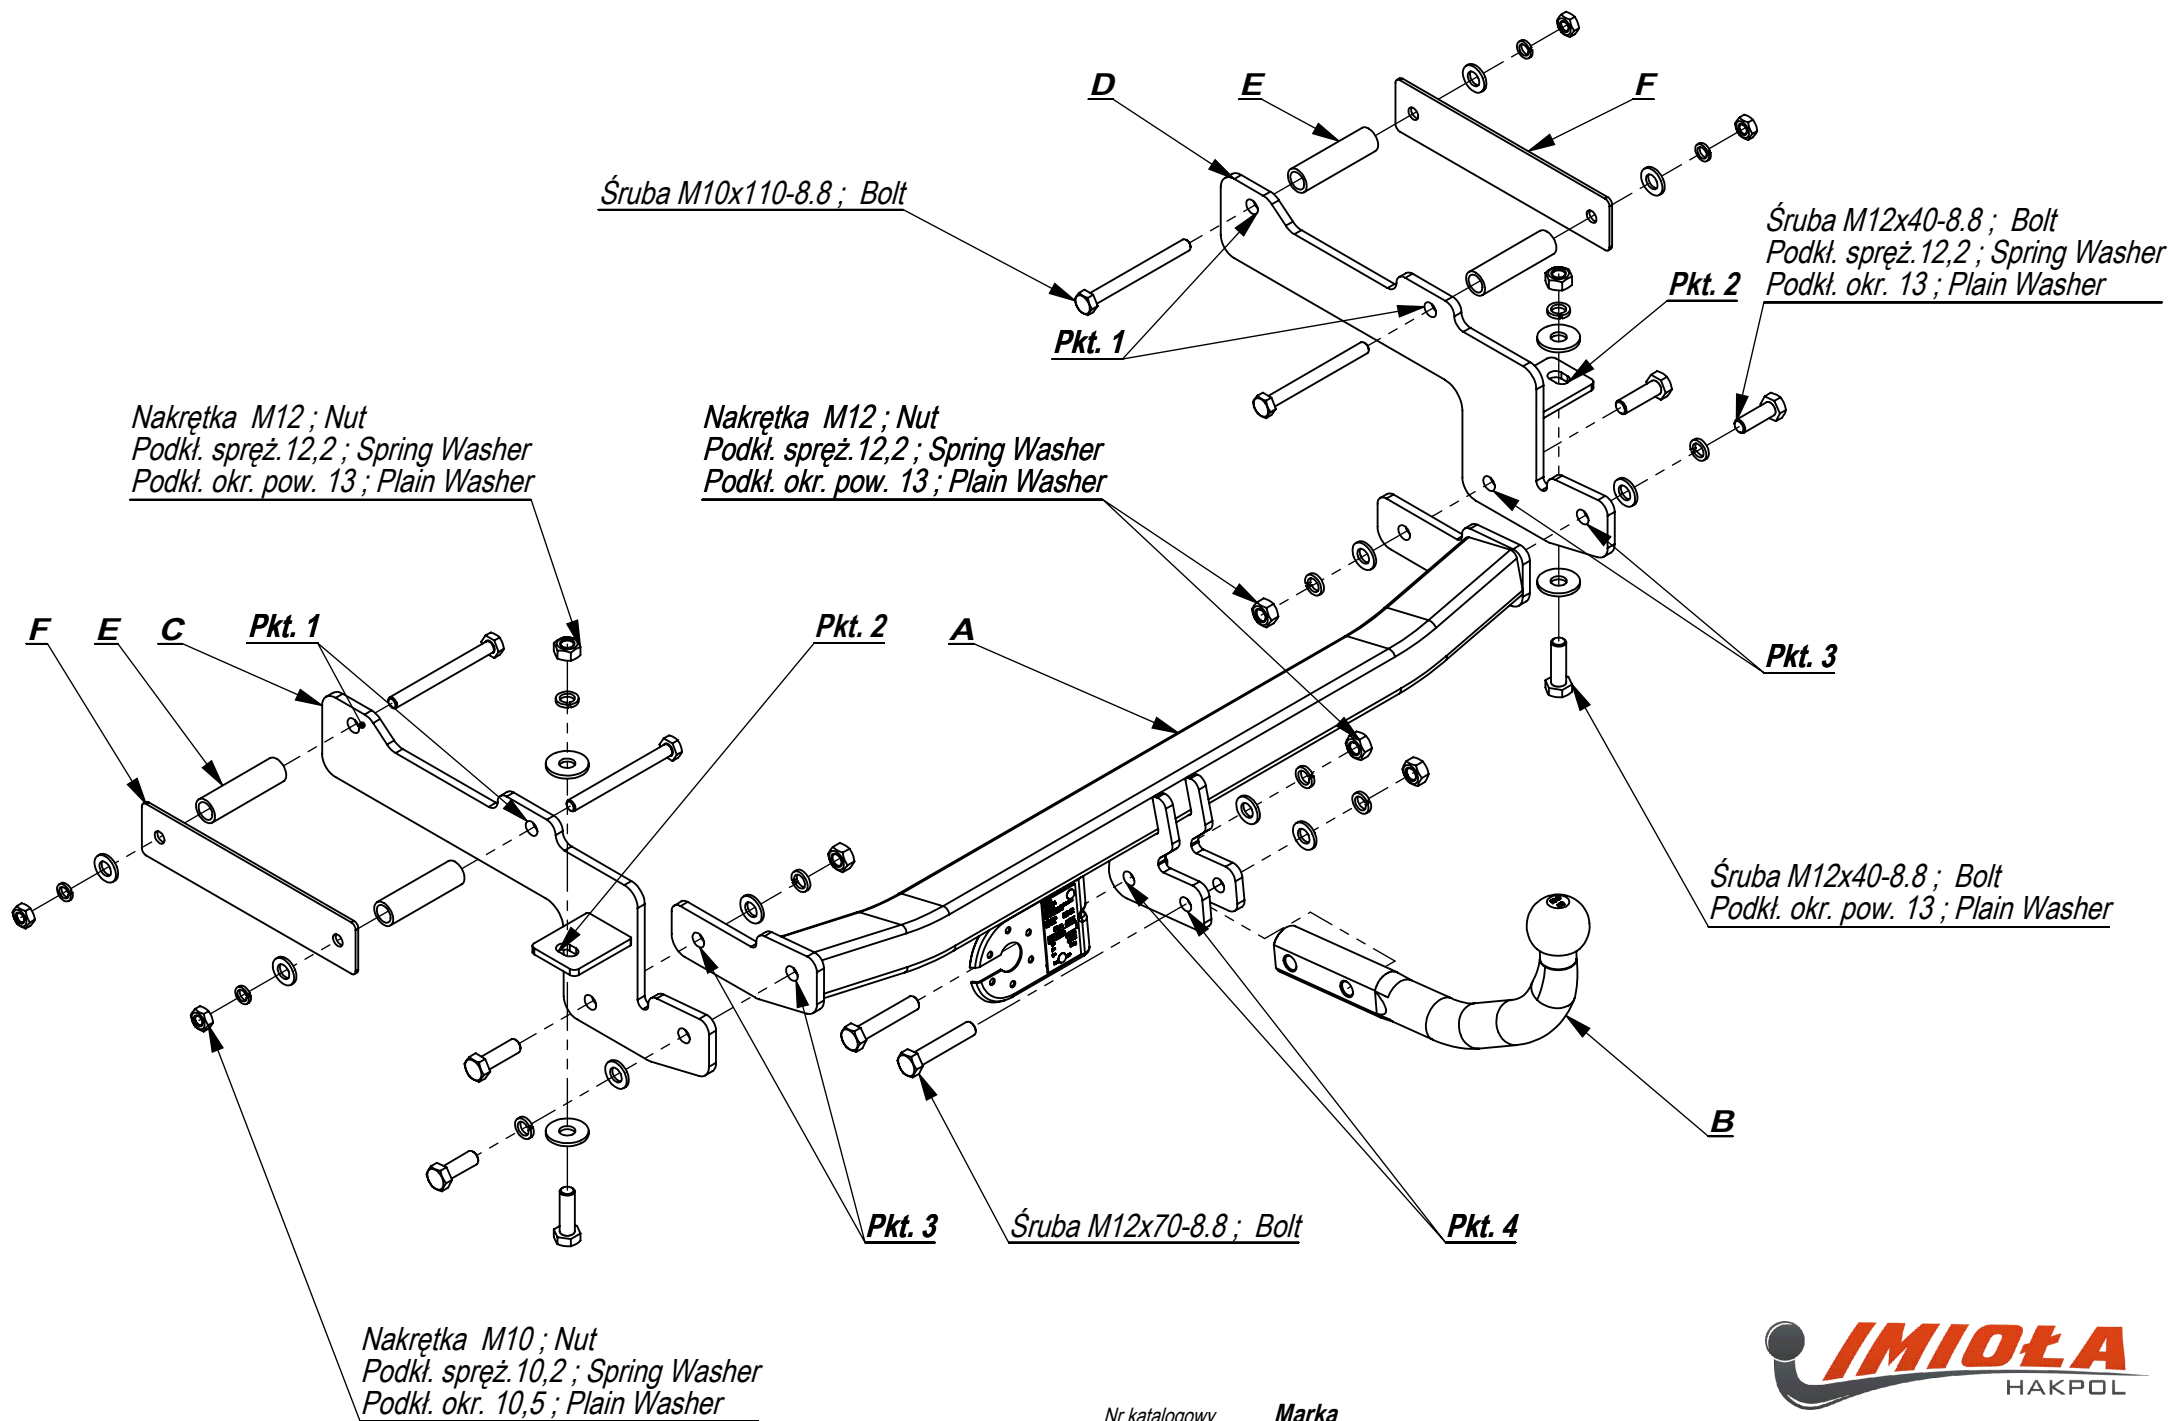 D
E
F
Śruba M10x110-8.8 ; Bolt
Śruba M12x40-8.8 ; Bolt
Podkł. spręż.12,2 ; Spring Washer
Podkł. okr. 13 ; Plain Washer
Pkt. 2
Pkt. 1
Nakrętka M12 ; Nut
Podkł. spręż.12,2 ; Spring Washer
Podkł. okr. pow. 13 ; Plain Washer
Nakrętka M12 ; Nut
Podkł. spręż.12,2 ; Spring Washer
Podkł. okr. pow. 13 ; Plain Washer
F
E
C
Pkt. 1
Pkt. 2
A
Pkt. 3
Śruba M12x40-8.8 ; Bolt
Podkł. okr. pow. 13 ; Plain Washer
B
Pkt. 3
Śruba M12x70-8.8 ; Bolt
Pkt. 4
Nakrętka M10 ; Nut
Podkł. spręż.10,2 ; Spring Washer
Podkł. okr. 10,5 ; Plain Washer
IMIOŁA
HAKPOL
Nr katalogowy
Marka